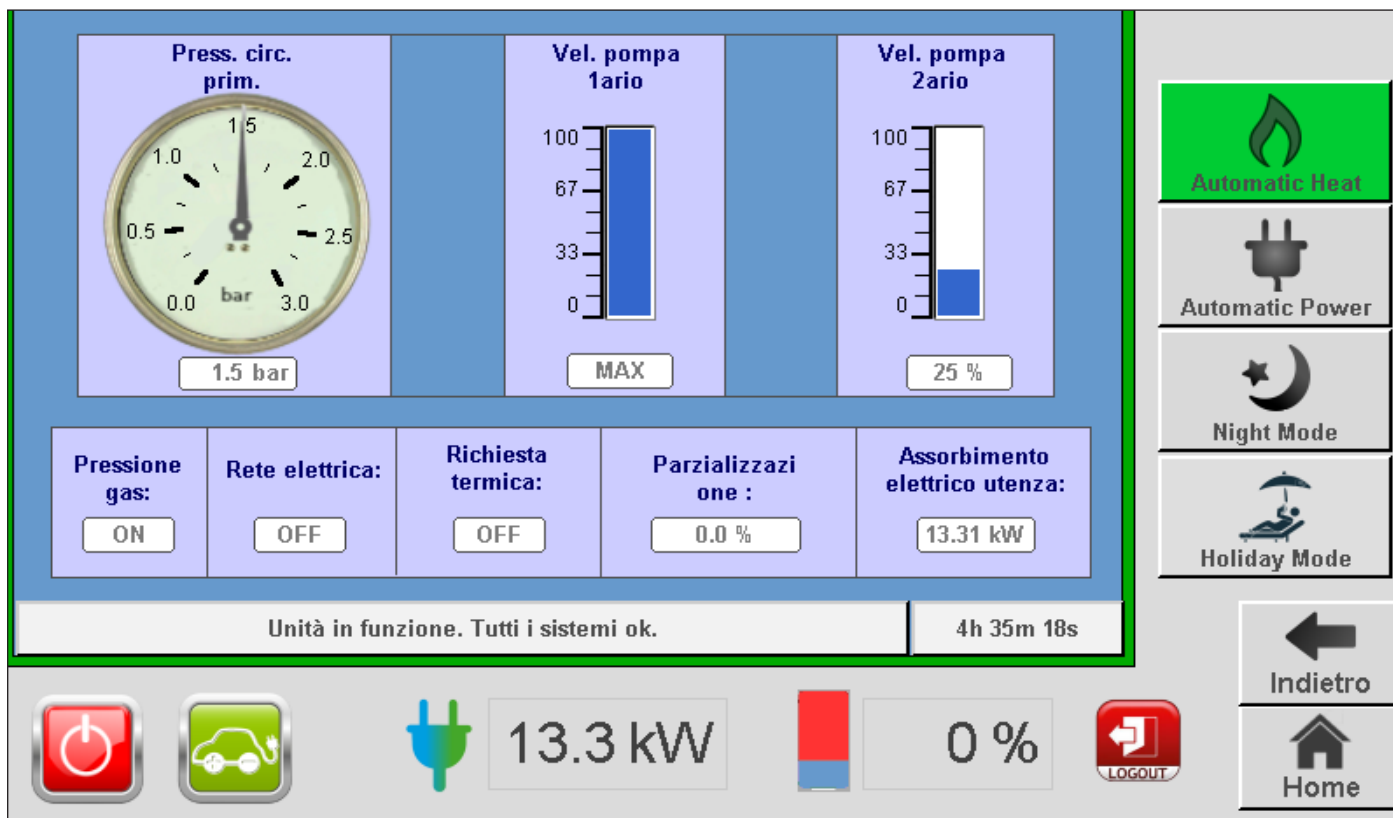 Press. circ.
prim.
1.5
1.0
2.0
0.5
2.5
0.0
bar
3.0
1.5 bar
Vel. pompa
1ario
100
67
33
0
MAX
Vel. pompa
2ario
100
67
33
0
25 %
Pressione
gas:
ON
Rete elettrica:
OFF
Richiesta
termica:
OFF
Parzializzazi
one :
0.0 %
Assorbimento
elettrico utenza:
13.31 kW
Unità in funzione. Tutti i sistemi ok.
4h 35m 18s
Automatic Heat
Automatic Power
Night Mode
Holiday Mode
Indietro
Home
13.3 kW
0 %
LOGOUT